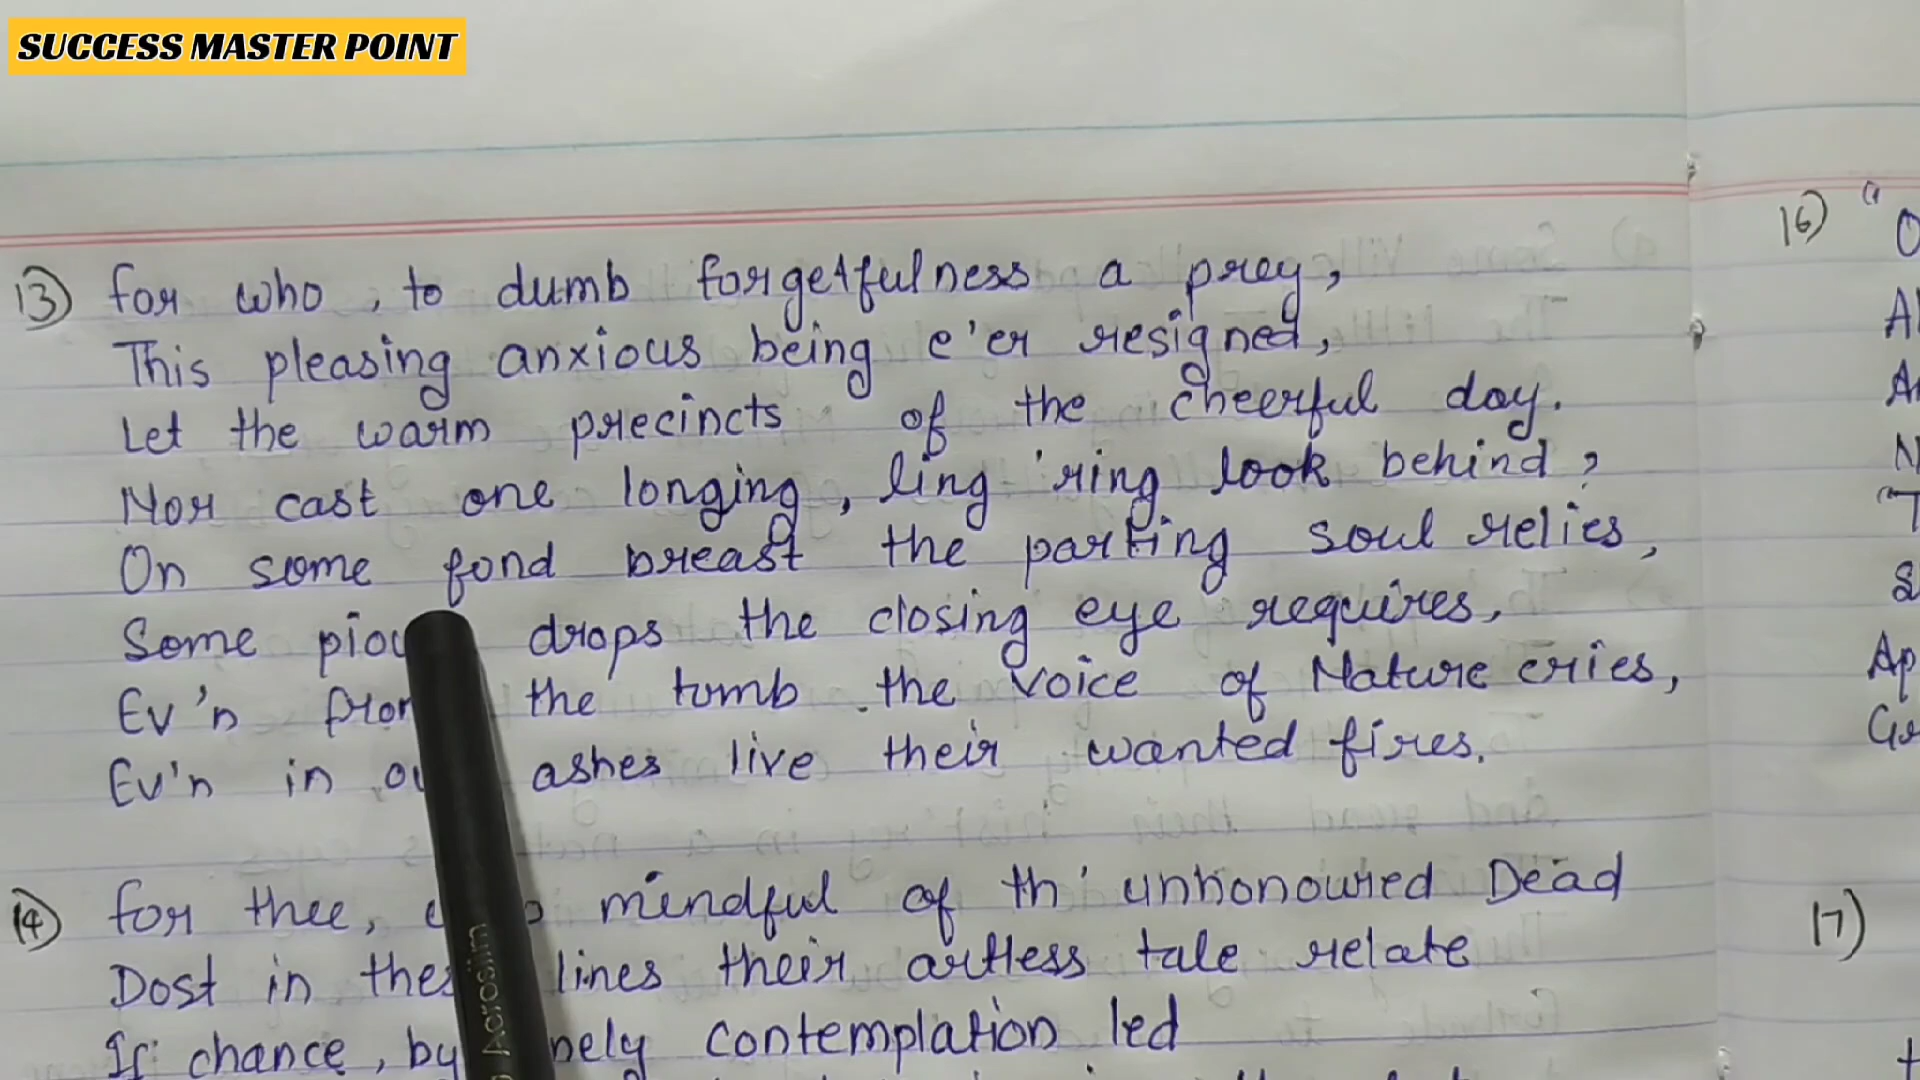 SUCCESS MASTER POINT
13) for who, to dumb forgetfulness a prey,
This pleasing anxious being e'er resigned,
Let the warm precincts of the cheerful day.
Nor cast one longing, ling'ring look behind?
On some fond breast the parting soul relies,
Some drops the closing eye requires,
Ev'n the tomb the voice of Nature cries,
Ev'n in ashes live their wanted fires.
14) for thee, mindful of th' unhonoured Dead
Dost in lines their artless tale relate
If chance, by contemplation led
16)
17)